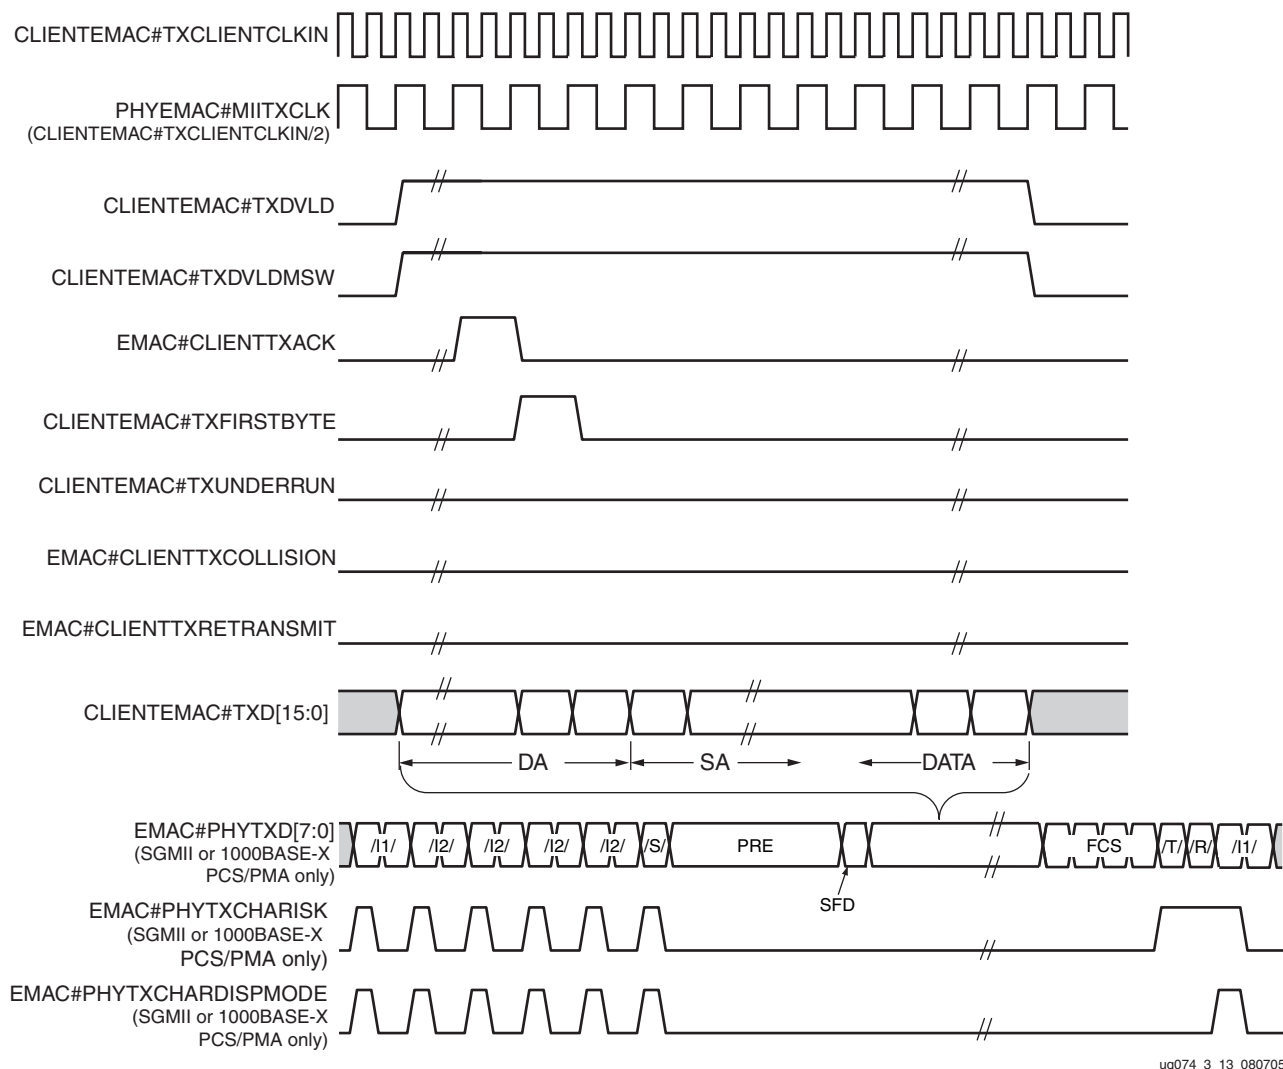 CLIENTEMAC#TXCLIENTCLKIN
PHYEMAC#MIITXCLK
(CLIENTEMAC#TXCLIENTCLKIN/2)
CLIENTEMAC#TXDVLD
CLIENTEMAC#TXDVLDMSW
EMAC#CLIENTTXACK
CLIENTEMAC#TXFIRSTBYTE
CLIENTEMAC#TXUNDERRUN
EMAC#CLIENTTXCOLLISION
EMAC#CLIENTTXRETRANSMIT
CLIENTEMAC#TXD[15:0]
DA SA DATA
EMAC#PHYTXD[7:0]
(SGMII or 1000BASE-X
PCS/PMA only)
/I1/ /I2/ /I2/ /I2/ /I2/ /S/ PRE FCS /T/ /R/ /I1/
SFD
EMAC#PHYTXCHARISK
(SGMII or 1000BASE-X
PCS/PMA only)
EMAC#PHYTXCHARDISPMODE
(SGMII or 1000BASE-X
PCS/PMA only)
ug074_3_13_080705